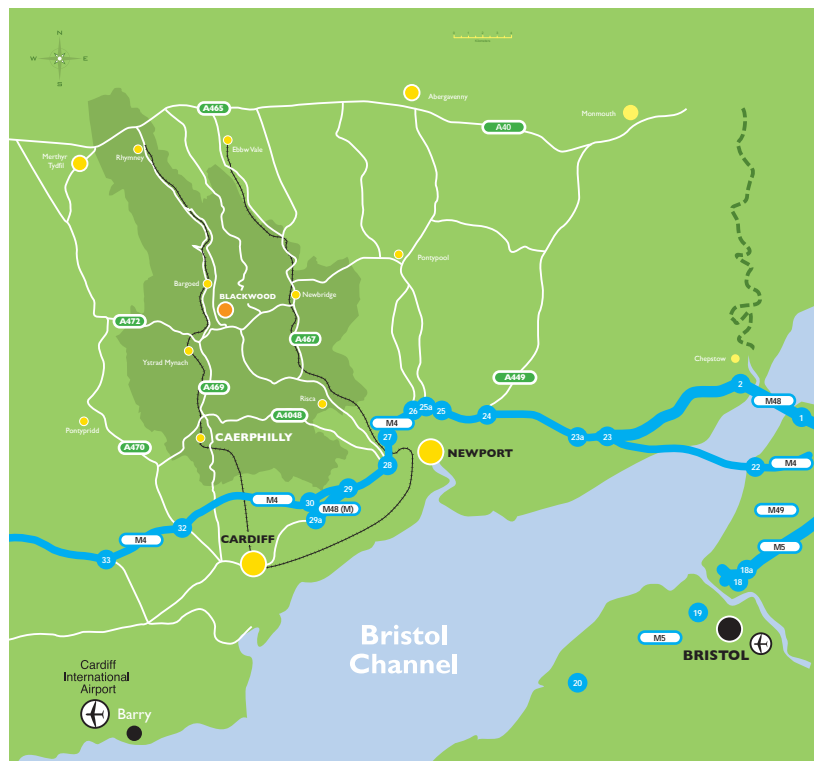 N
W E
S
Abergavenny
A465
Monmouth
A40
Ebbw Vale
Rhymney
Merthyr
Tydfil
Pontypool
Bargoed
BLACKWOOD
Newbridge
A472
A467
Ystrad Mynach
Chepstow
A469
A449
2
M48
Risca
26
25a
25
24
1
A4048
M4
Pontypridd
27
CAERPHILLY
23a
23
A470
NEWPORT
28
22
M4
29
M4
30
M48 (M)
M49
29a
32
M4
CARDIFF
M5
33
18a
18
19
Bristol
Channel
M5
BRISTOL
Cardiff
International
Airport
20
Barry